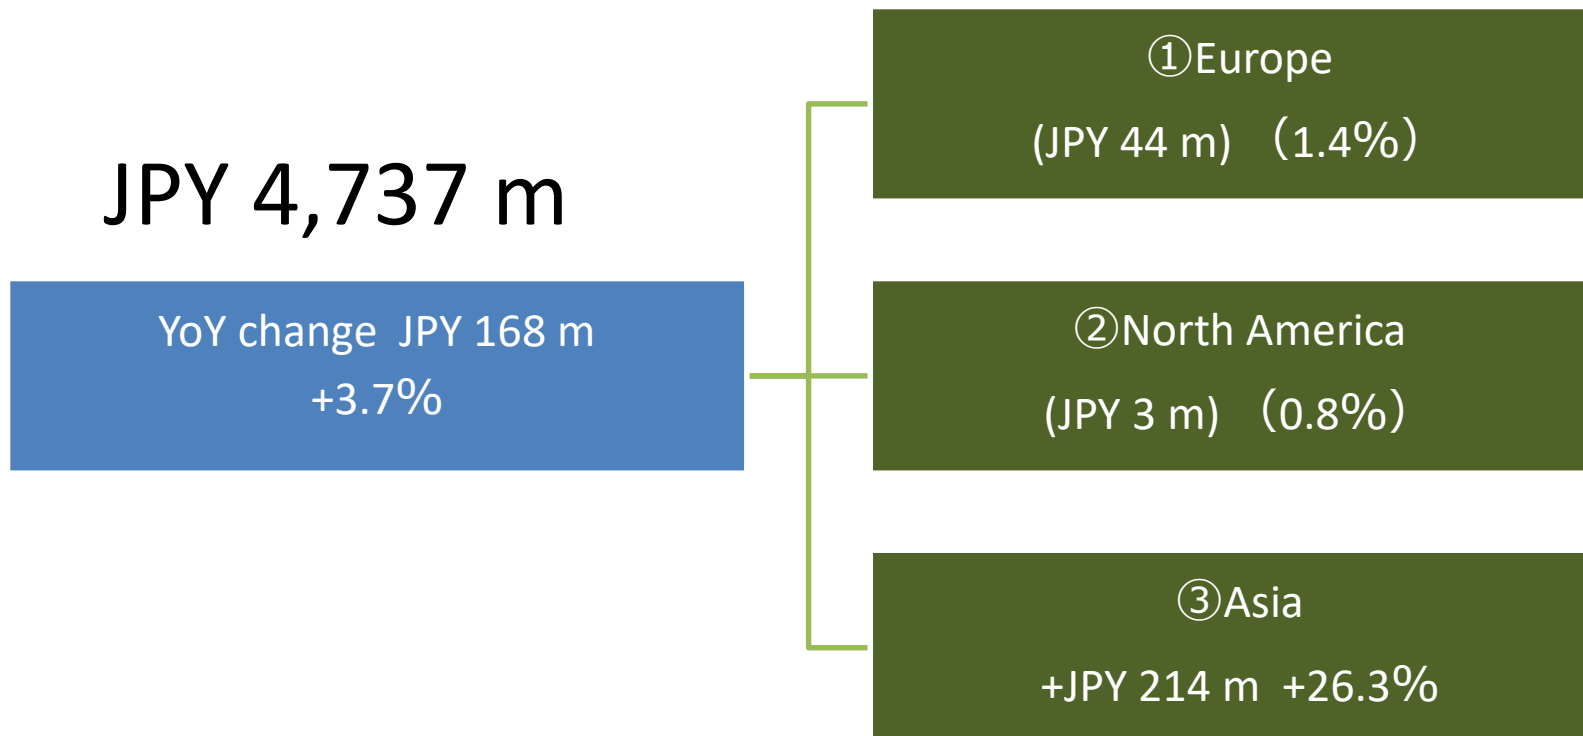 JPY 4,737 m
YoY change  JPY 168 m
+3.7%
①Europe
(JPY 44 m) （1.4%）
②North America
(JPY 3 m) （0.8%）
③Asia
+JPY 214 m  +26.3%